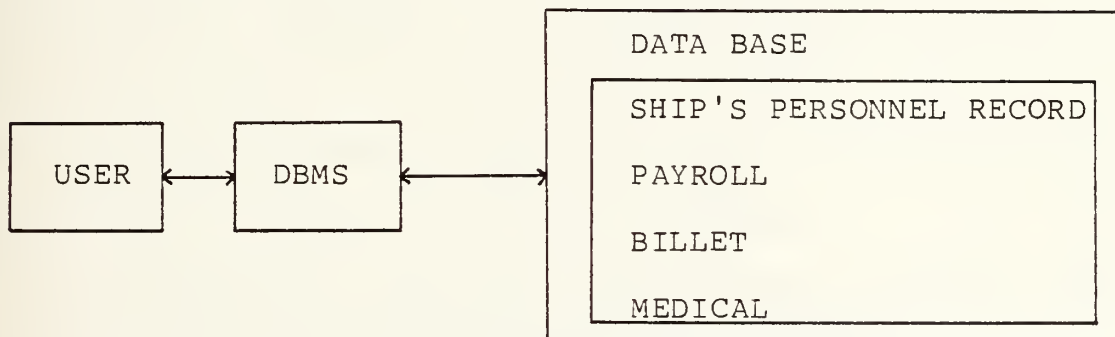 DATA BASE
SHIP'S PERSONNEL RECORD
USER
DBMS
PAYROLL
BILLET
MEDICAL